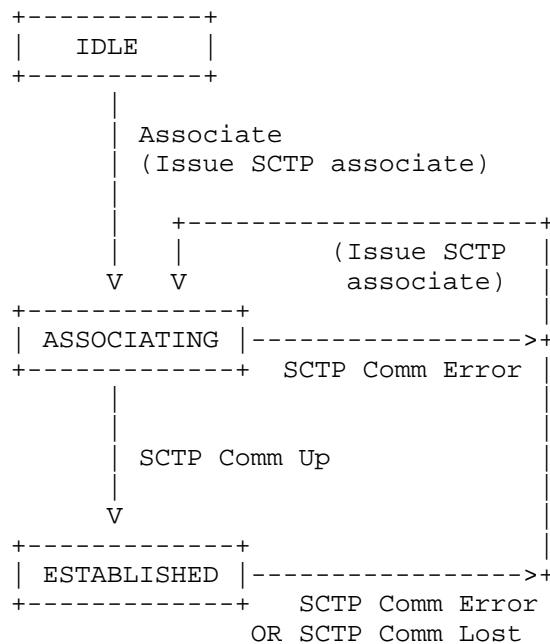 IDLE
Associate
(Issue SCTP associate)
(Issue SCTP
associate)
ASSOCIATING
SCTP Comm Error
SCTP Comm Up
ESTABLISHED
SCTP Comm Error
OR SCTP Comm Lost